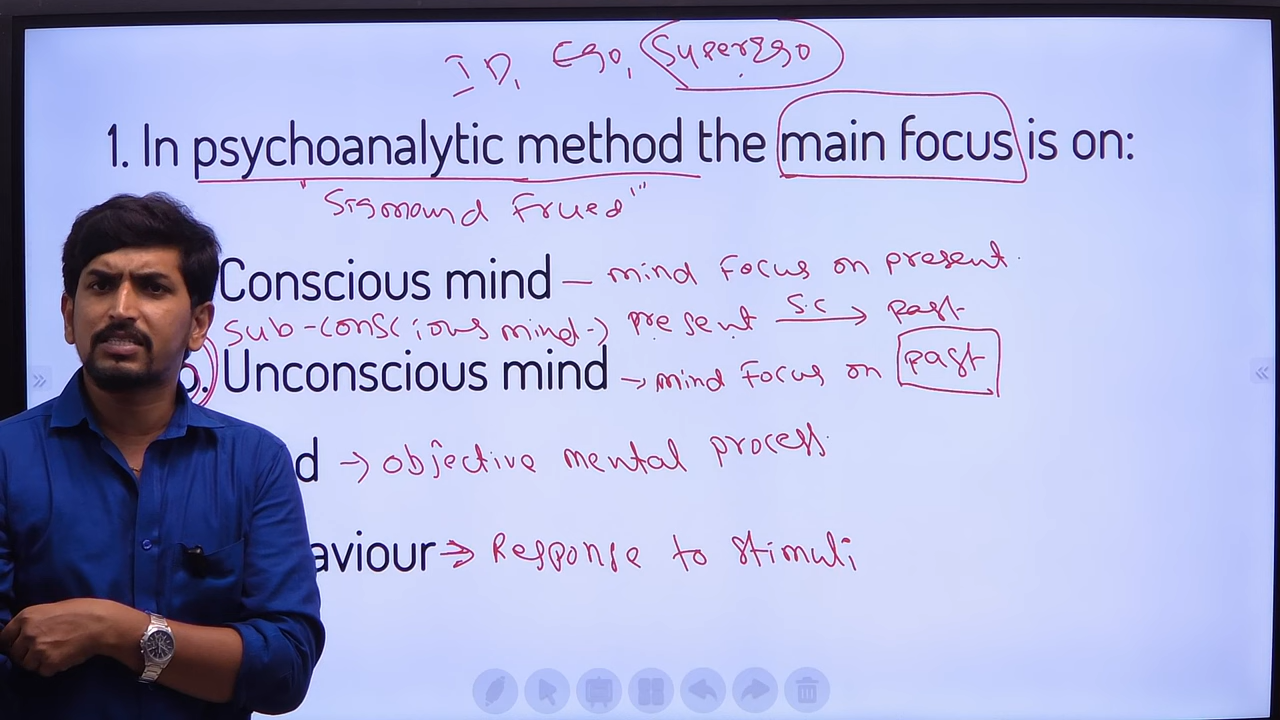 ID, Ego, Superego
1. In psychoanalytic method the main focus is on:
"Sigmound Frued"
Conscious mind – mind focus on present
Sub-conscious mind → present S.C → past
b. Unconscious mind → mind focus on past
d → objective mental process
aviour → Response to stimuli